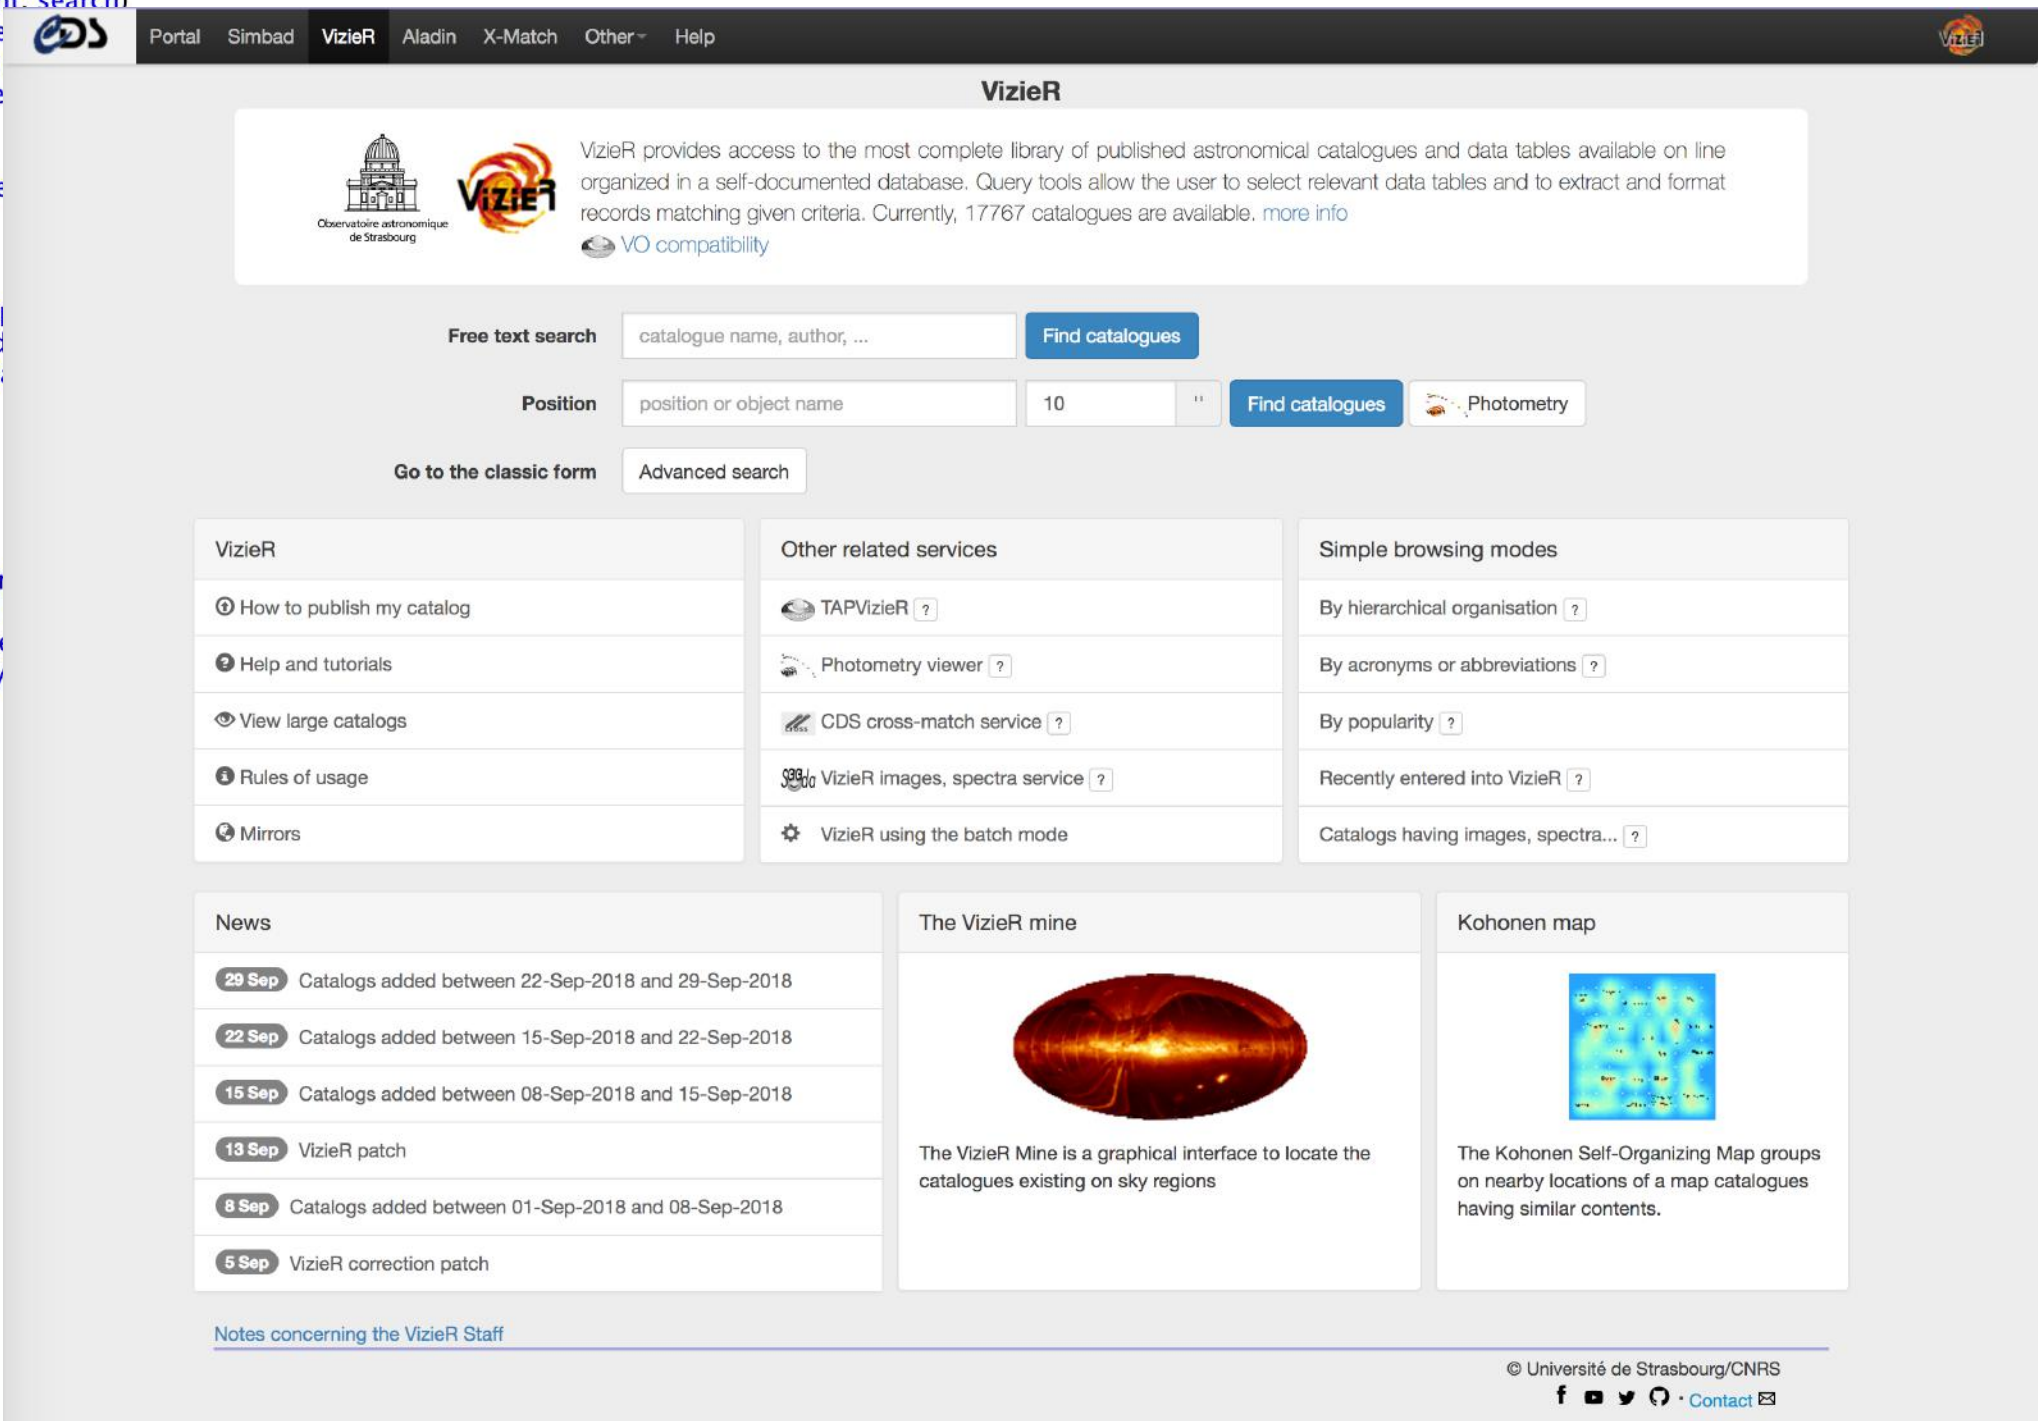 Portal Simbad VizieR Aladin X-Match Other Help
VizieR
VizieR
Observatoire astronomique
de Strasbourg
VizieR
VizieR provides access to the most complete library of published astronomical catalogues and data tables available on line
organized in a self-documented database. Query tools allow the user to select relevant data tables and to extract and format
records matching given criteria. Currently, 17767 catalogues are available. more info
VO compatibility
Free text search catalogue name, author, ... Find catalogues
Position position or object name 10 " Find catalogues Photometry
Go to the classic form Advanced search
VizieR
How to publish my catalog
Help and tutorials
View large catalogs
Rules of usage
Mirrors
Other related services
TAPVizieR ?
Photometry viewer ?
CDS cross-match service ?
VizieR images, spectra service ?
VizieR using the batch mode
Simple browsing modes
By hierarchical organisation ?
By acronyms or abbreviations ?
By popularity ?
Recently entered into VizieR ?
Catalogs having images, spectra... ?
News
29 Sep Catalogs added between 22-Sep-2018 and 29-Sep-2018
22 Sep Catalogs added between 15-Sep-2018 and 22-Sep-2018
15 Sep Catalogs added between 08-Sep-2018 and 15-Sep-2018
13 Sep VizieR patch
8 Sep Catalogs added between 01-Sep-2018 and 08-Sep-2018
5 Sep VizieR correction patch
The VizieR mine
The VizieR Mine is a graphical interface to locate the
catalogues existing on sky regions
Kohonen map
The Kohonen Self-Organizing Map groups
on nearby locations of a map catalogues
having similar contents.
Notes concerning the VizieR Staff
© Université de Strasbourg/CNRS
· Contact